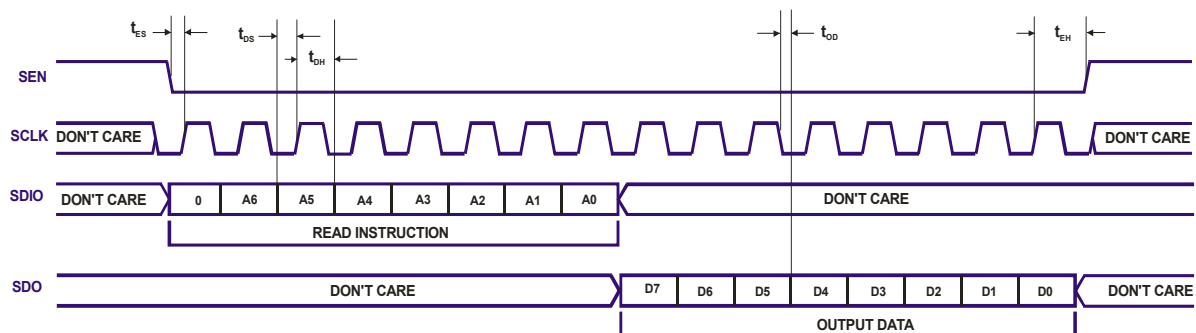 tES tDS tDH tOD tEH
SEN
SCLK DON'T CARE DON'T CARE
SDIO DON'T CARE 0 A6 A5 A4 A3 A2 A1 A0 DON'T CARE
READ INSTRUCTION
SDO DON'T CARE D7 D6 D5 D4 D3 D2 D1 D0 DON'T CARE
OUTPUT DATA